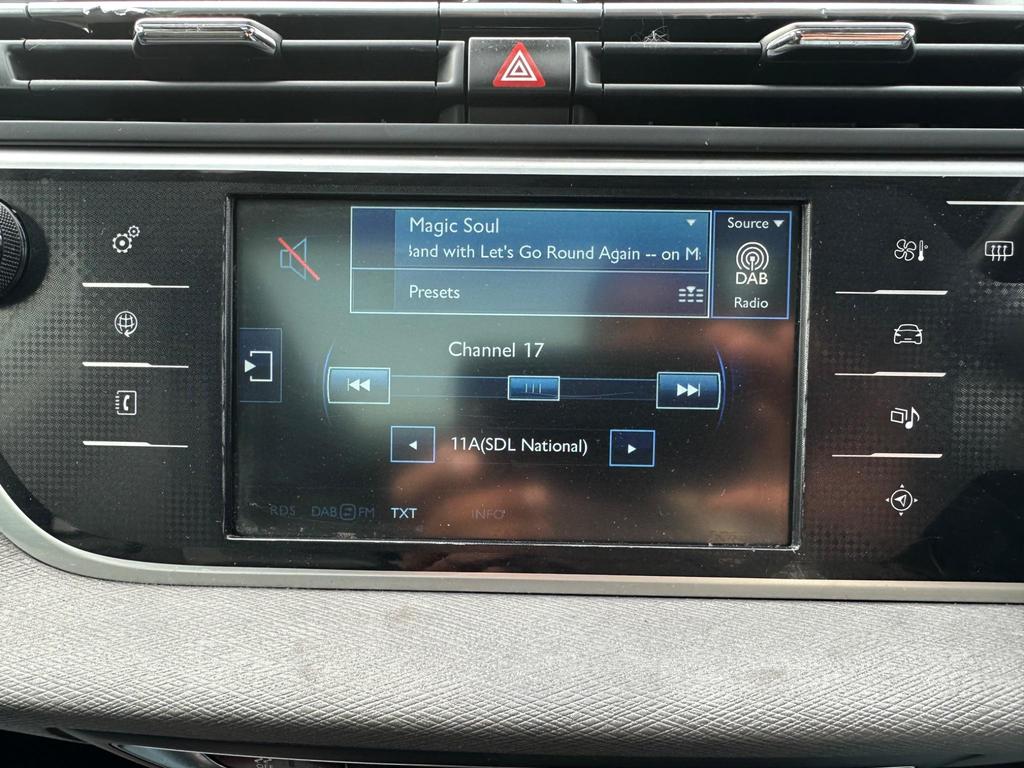 Magic Soul
Source
Band with Let's Go Round Again -- on M
DAB
Presets
Radio
Channel 17
11A(SDL National)
RDS DAB FM TXT INFO